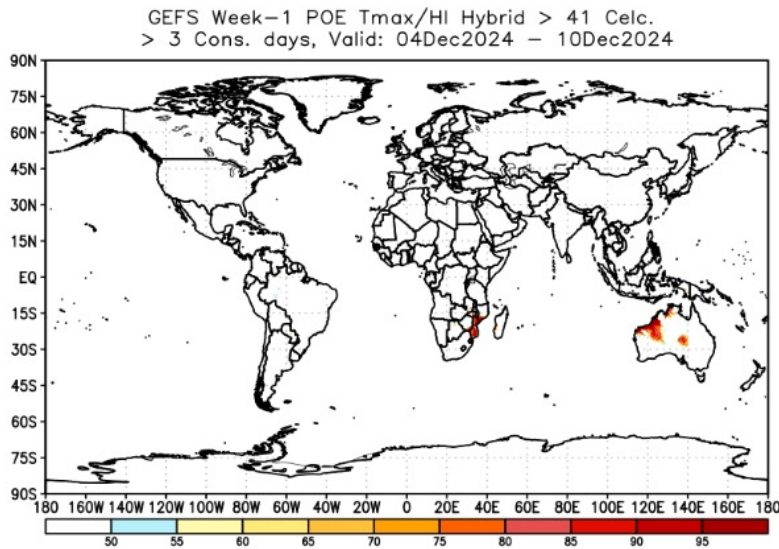 GEFS Week-1 POE Tmax/HI Hybrid > 41 Celc.
> 3 Cons. days, Valid: 04Dec2024 - 10Dec2024
90N
75N
60N
45N
30N
15N
EQ
15S
30S
45S
60S
75S
90S
180 160W 140W 120W 100W 80W 60W 40W 20W 0 20E 40E 60E 80E 100E 120E 140E 160E 180
50 55 60 65 70 75 80 85 90 95